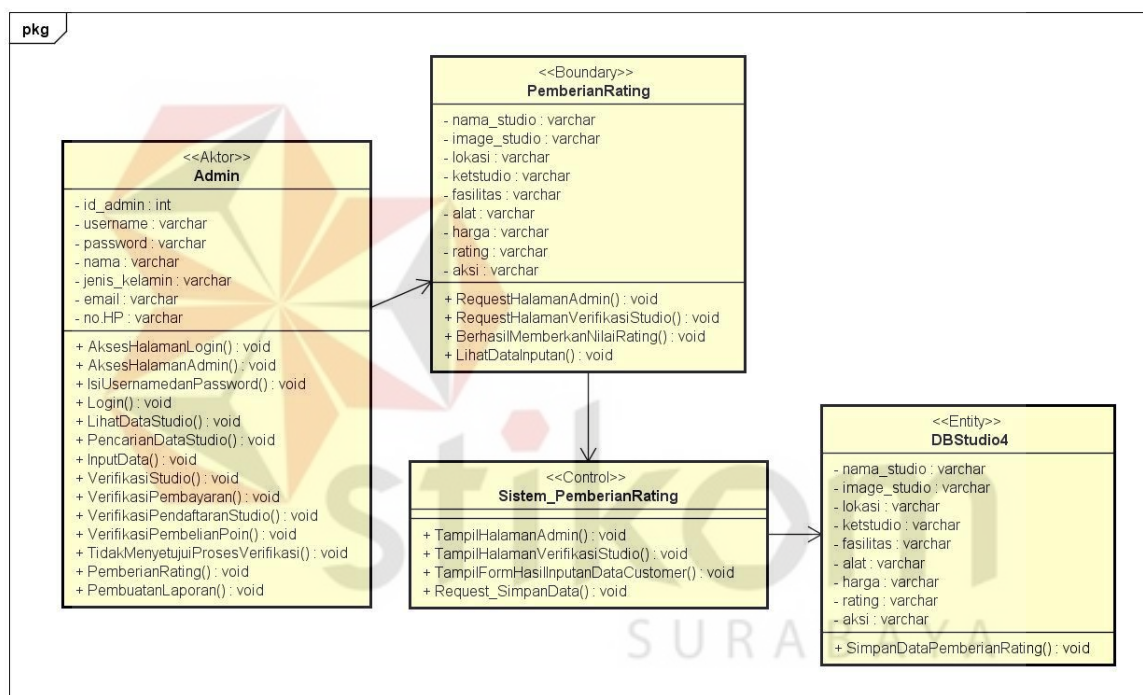 pkg
<<Boundary>>
PemberianRating
- nama_studio : varchar
- image_studio : varchar
- lokasi : varchar
- ketstudio : varchar
- fasilitas : varchar
- alat : varchar
- harga : varchar
- rating : varchar
- aksi : varchar
+ RequestHalamanAdmin() : void
+ RequestHalamanVerifikasiStudio() : void
+ BerhasilMemberkanNilaiRating() : void
+ LihatDataInputan() : void
<<Aktor>>
Admin
- id_admin : int
- username : varchar
- password : varchar
- nama : varchar
- jenis_kelamin : varchar
- email : varchar
- no.HP : varchar
+ AksesHalamanLogin() : void
+ AksesHalamanAdmin() : void
+ IsiUsernamedanPassword() : void
+ Login() : void
+ LihatDataStudio() : void
+ PencarianDataStudio() : void
+ InputData() : void
+ VerifikasiStudio() : void
+ VerifikasiPembayaran() : void
+ VerifikasiPendaftaranStudio() : void
+ VerifikasiPembelianPoin() : void
+ TidakMenyetujuiProsesVerifikasi() : void
+ PemberianRating() : void
+ PembuatanLaporan() : void
<<Control>>
Sistem_PemberianRating
+ TampilHalamanAdmin() : void
+ TampilHalamanVerifikasiStudio() : void
+ TampilFormHasilInputanDataCustomer() : void
+ Request_SimpanData() : void
<<Entity>>
DBStudio4
- nama_studio : varchar
- image_studio : varchar
- lokasi : varchar
- ketstudio : varchar
- fasilitas : varchar
- alat : varchar
- harga : varchar
- rating : varchar
- aksi : varchar
+ SimpanDataPemberianRating() : void
stikom
SURABAYA